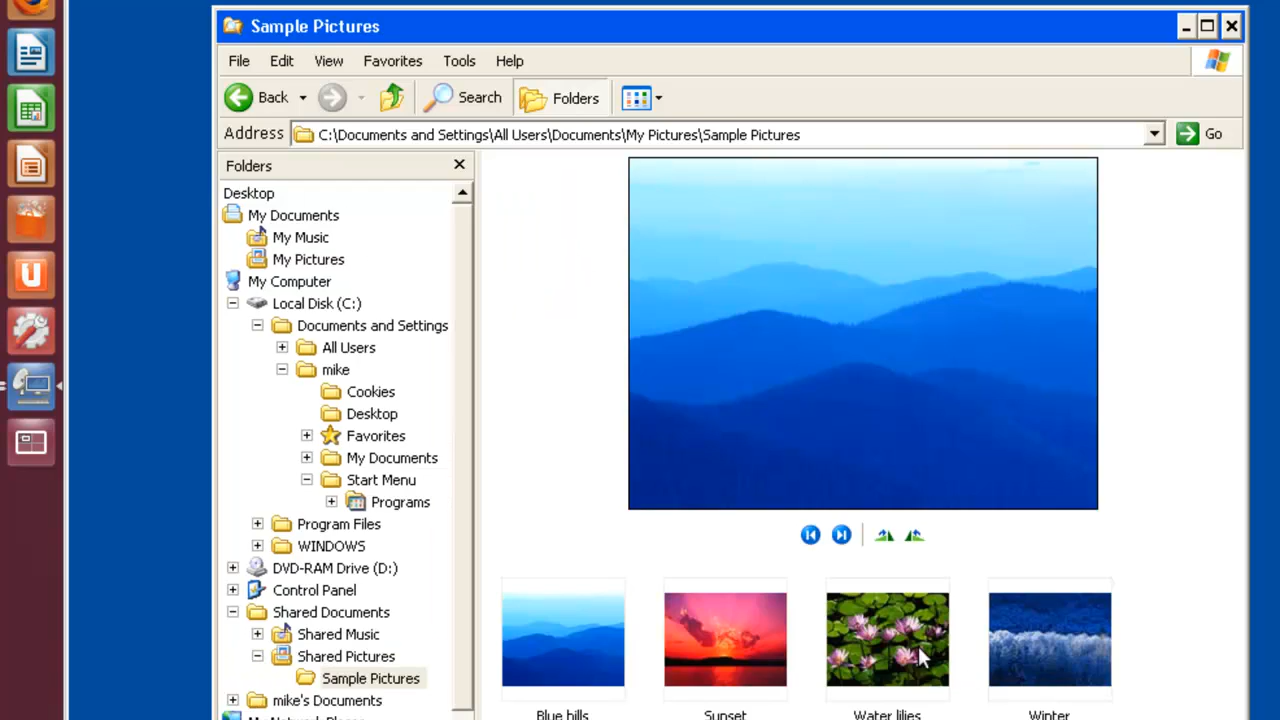 Sample Pictures
File Edit View Favorites Tools Help
Back Search Folders
Address C:\Documents and Settings\All Users\Documents\My Pictures\Sample Pictures Go
Folders
Desktop
My Documents
My Music
My Pictures
My Computer
Local Disk (C:)
Documents and Settings
All Users
mike
Cookies
Desktop
Favorites
My Documents
Start Menu
Programs
Program Files
WINDOWS
DVD-RAM Drive (D:)
Control Panel
Shared Documents
Shared Music
Shared Pictures
Sample Pictures
mike's Documents
My Network Places
Blue hills Sunset Water lilies Winter